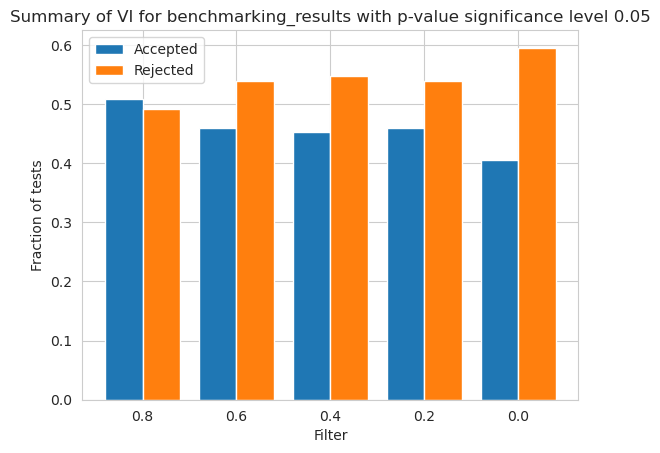 Summary of VI for benchmarking_results with p-value significance level 0.05
Accepted
Rejected
Fraction of tests
0.6
0.5
0.4
0.3
0.2
0.1
0.0
0.8 0.6 0.4 0.2 0.0
Filter